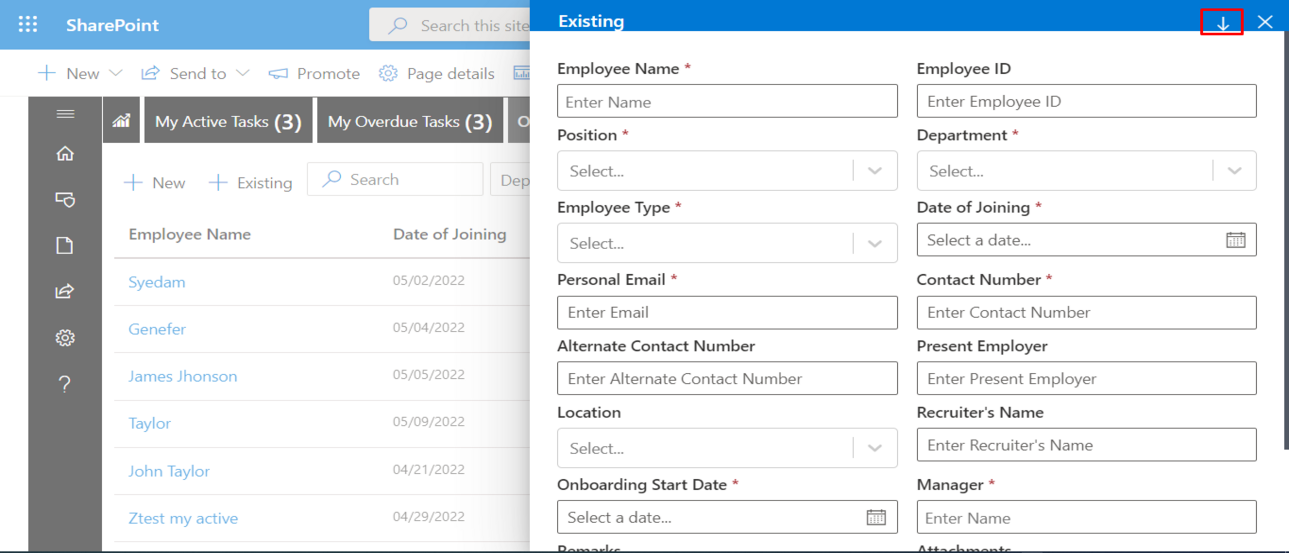 SharePoint
Search this site
New
Send to
Promote
Page details
My Active Tasks (3)
My Overdue Tasks (3)
O
New
Existing
Search
Dep
Employee Name Date of Joining
Syedam 05/02/2022
Genefer 05/04/2022
James Jhonson 05/05/2022
Taylor 05/09/2022
John Taylor 04/21/2022
Ztest my active 04/29/2022
?
Existing
Employee Name *
Enter Name
Employee ID
Enter Employee ID
Position *
Select...
Department *
Select...
Employee Type *
Select...
Date of Joining *
Select a date...
Personal Email *
Enter Email
Contact Number *
Enter Contact Number
Alternate Contact Number
Enter Alternate Contact Number
Present Employer
Enter Present Employer
Location
Select...
Recruiter's Name
Enter Recruiter's Name
Onboarding Start Date *
Select a date...
Manager *
Enter Name
Remarks
Attachments